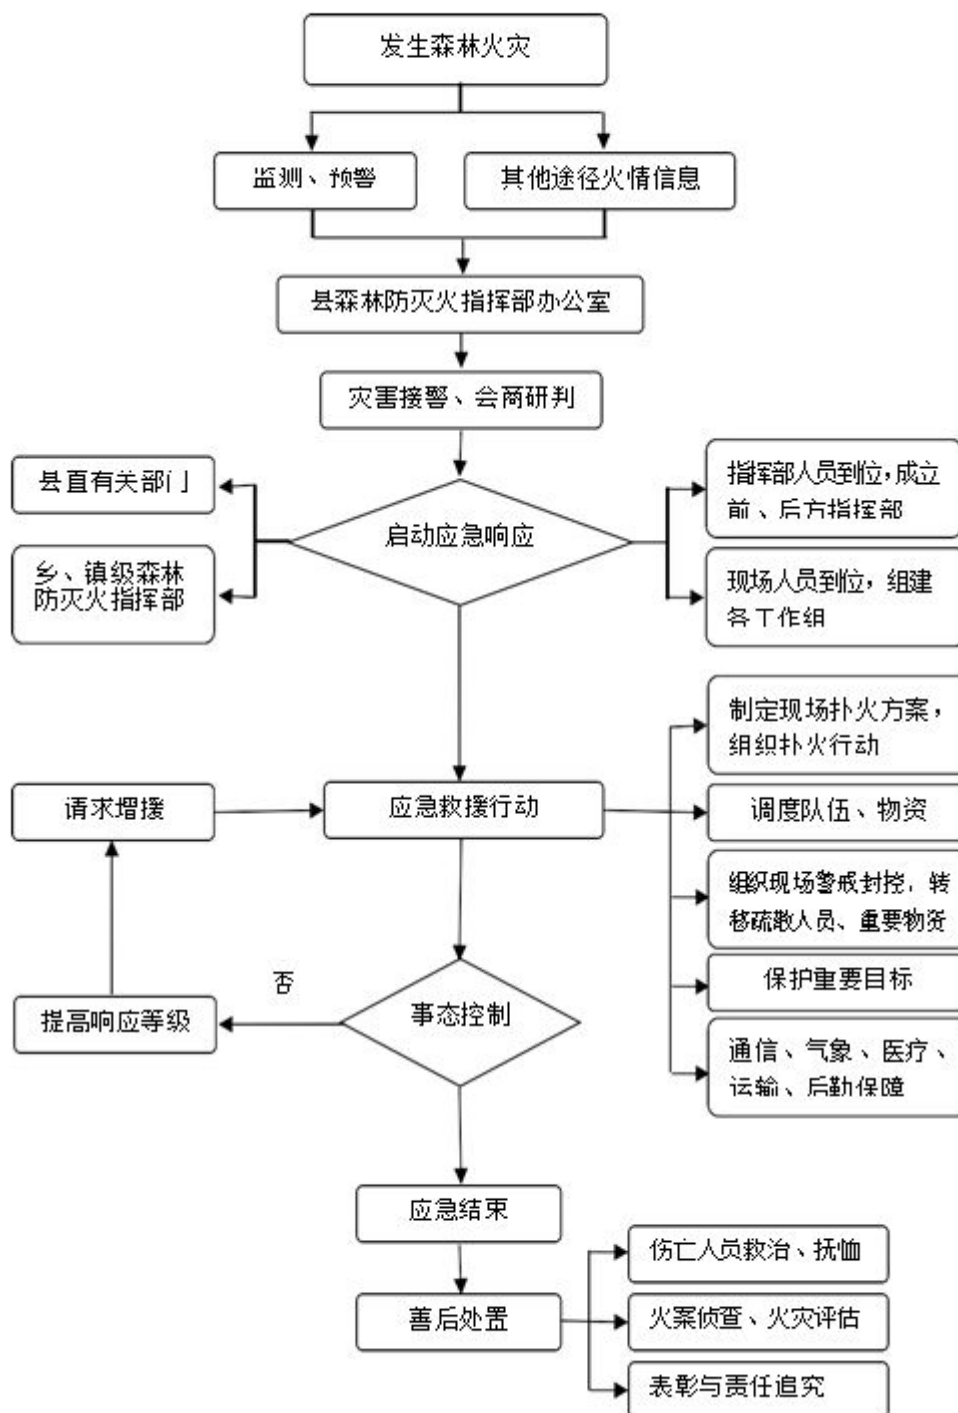 发生森林火灾
监测、预警
其他途径火情信息
县森林防灭火指挥部办公室
灾害接警、会商研判
县直有关部门
乡、镇级森林
防灭火指挥部
启动应急响应
指挥部人员到位，成立
前、后方指挥部
现场人员到位，组建
各工作组
制定现场扑火方案，
组织扑火行动
请求增援
应急救援行动
调度队伍、物资
组织现场警戒封控，转
移疏散人员、重要物资
保护重要目标
否
提高响应等级
事态控制
通信、气象、医疗、
运输、后勤保障
应急结束
伤亡人员救治、抚恤
善后处置
火案侦查、火灾评估
表彰与责任追究